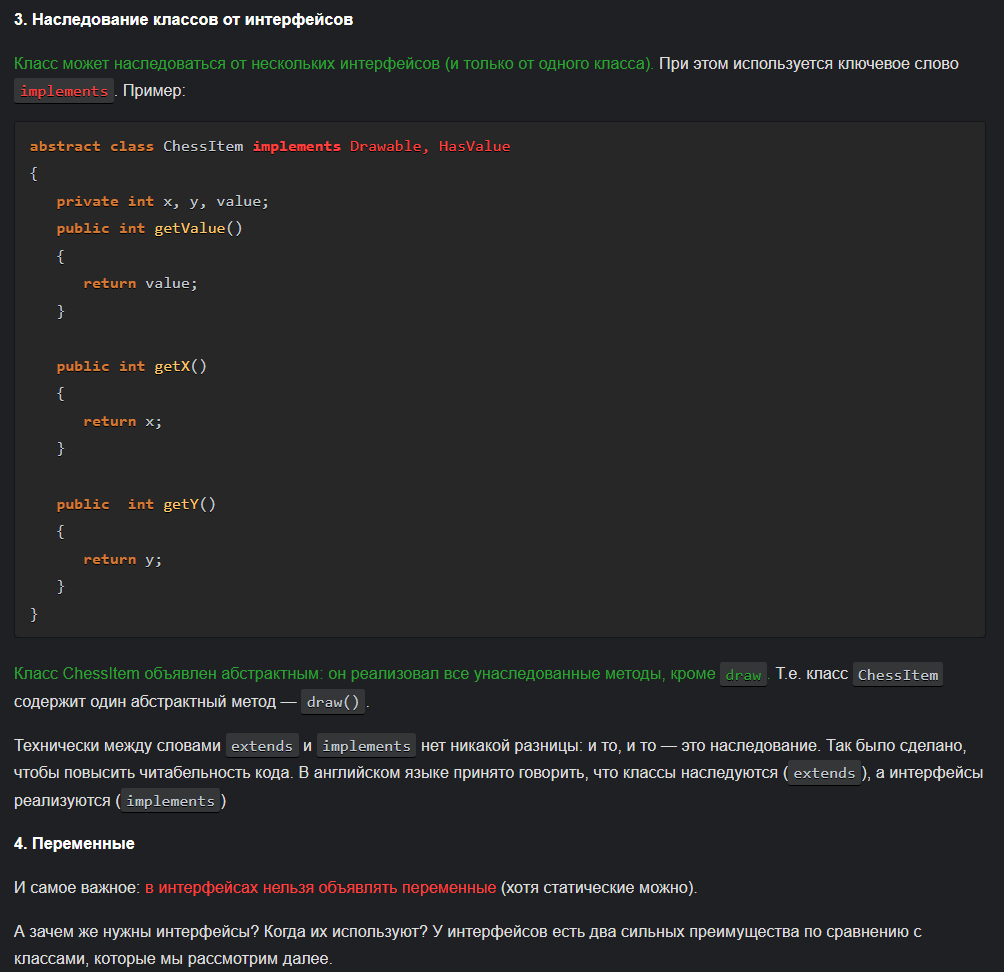 3. Наследование классов от интерфейсов
Класс может наследоваться от нескольких интерфейсов (и только от одного класса). При этом используется ключевое слово
implements. Пример:
abstract class ChessItem implements Drawable, HasValue
{
   private int x, y, value;
   public int getValue()
   {
      return value;
   }

   public int getX()
   {
      return x;
   }

   public  int getY()
   {
      return y;
   }
}
Класс ChessItem объявлен абстрактным: он реализовал все унаследованные методы, кроме draw. Т.е. класс ChessItem
содержит один абстрактный метод — draw().
Технически между словами extends и implements нет никакой разницы: и то, и то — это наследование. Так было сделано,
чтобы повысить читабельность кода. В английском языке принято говорить, что классы наследуются (extends), а интерфейсы
реализуются (implements)
4. Переменные
И самое важное: в интерфейсах нельзя объявлять переменные (хотя статические можно).
А зачем же нужны интерфейсы? Когда их используют? У интерфейсов есть два сильных преимущества по сравнению с
классами, которые мы рассмотрим далее.